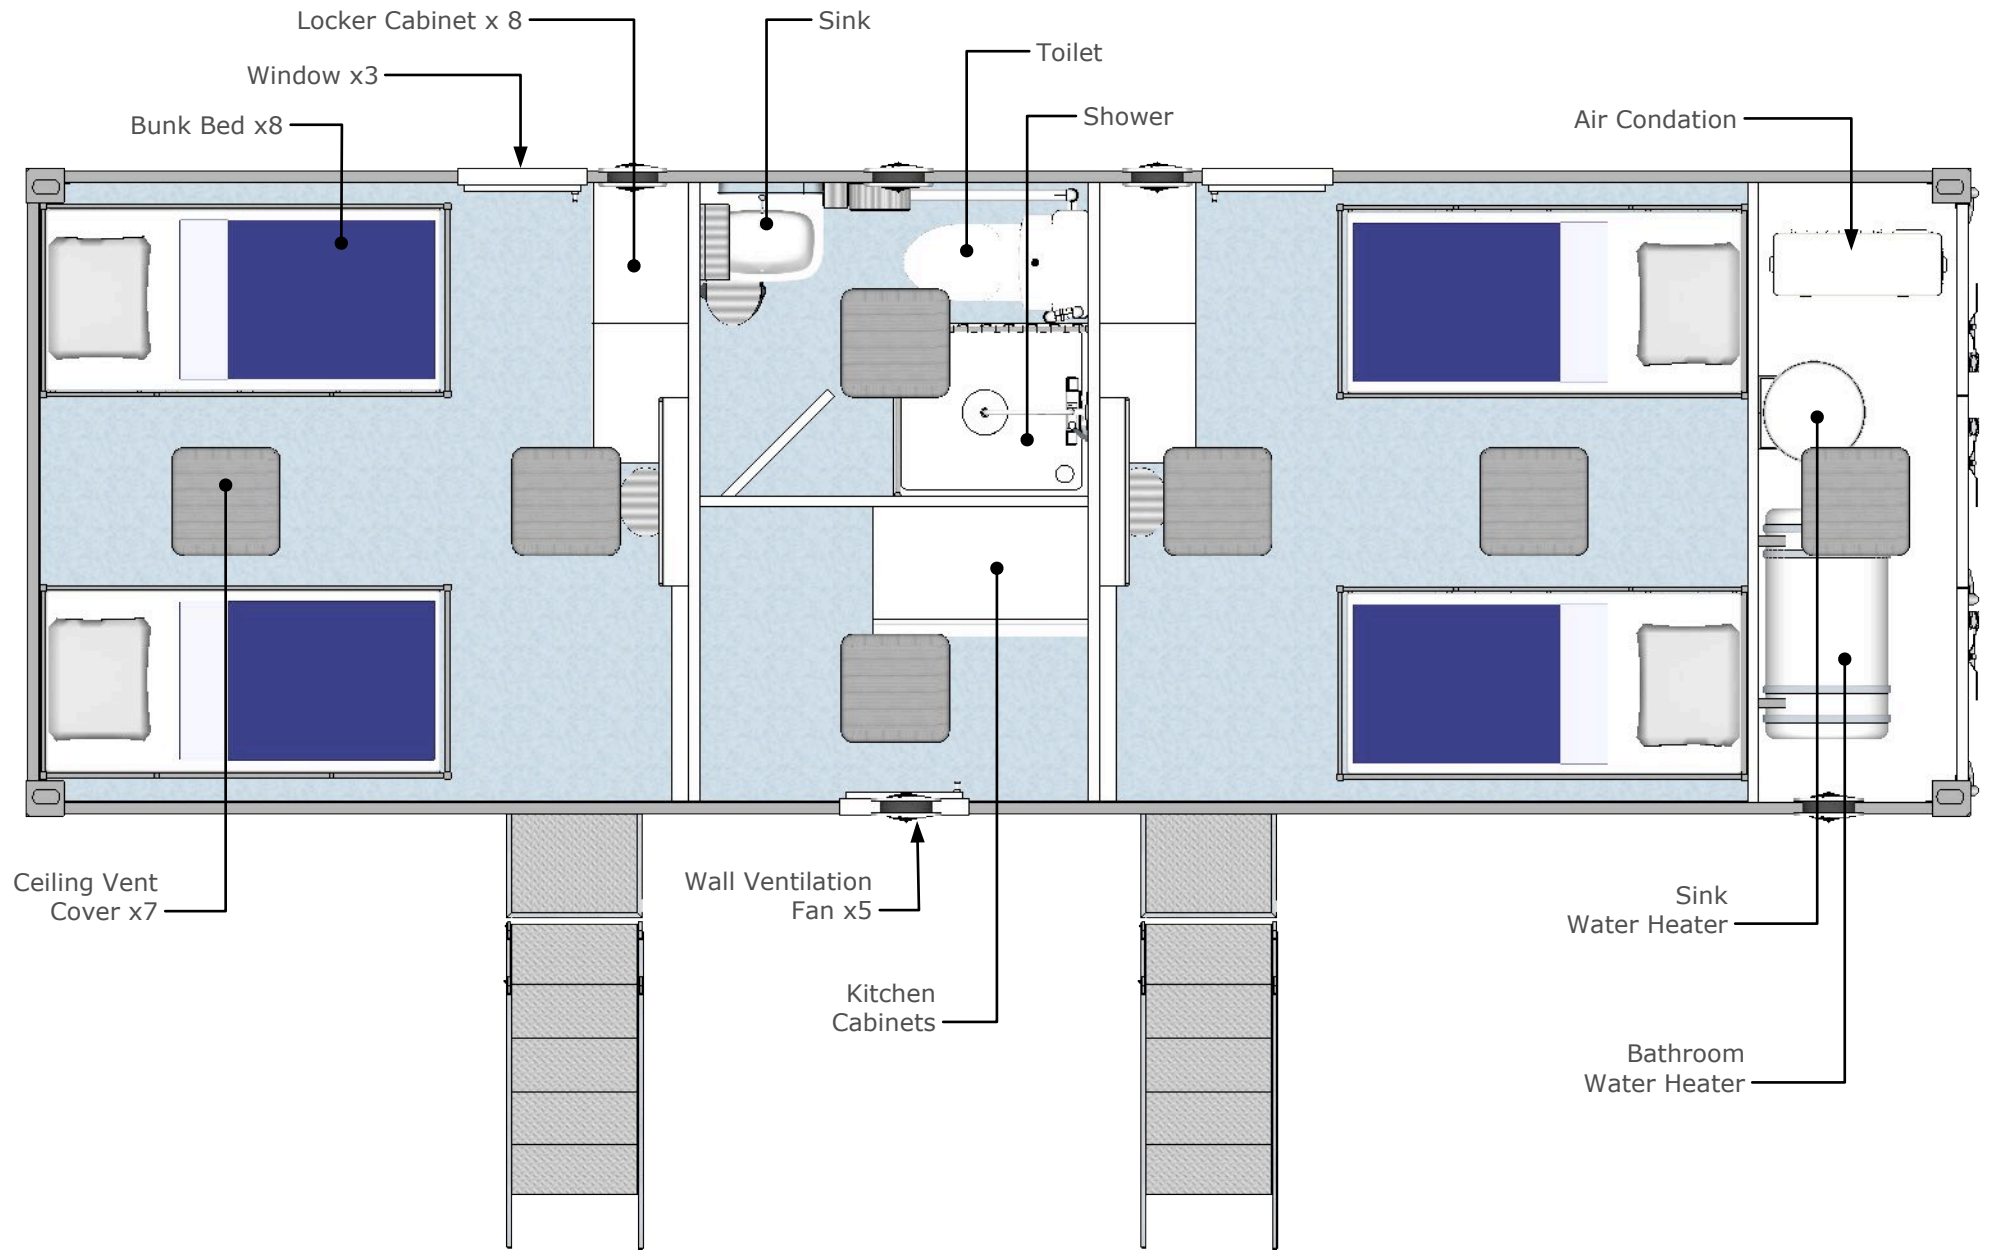 Locker Cabinet x 8
Sink
Toilet
Window x3
Shower
Air Condation
Bunk Bed x8
Ceiling Vent
Cover x7
Wall Ventilation
Fan x5
Sink
Water Heater
Kitchen
Cabinets
Bathroom
Water Heater